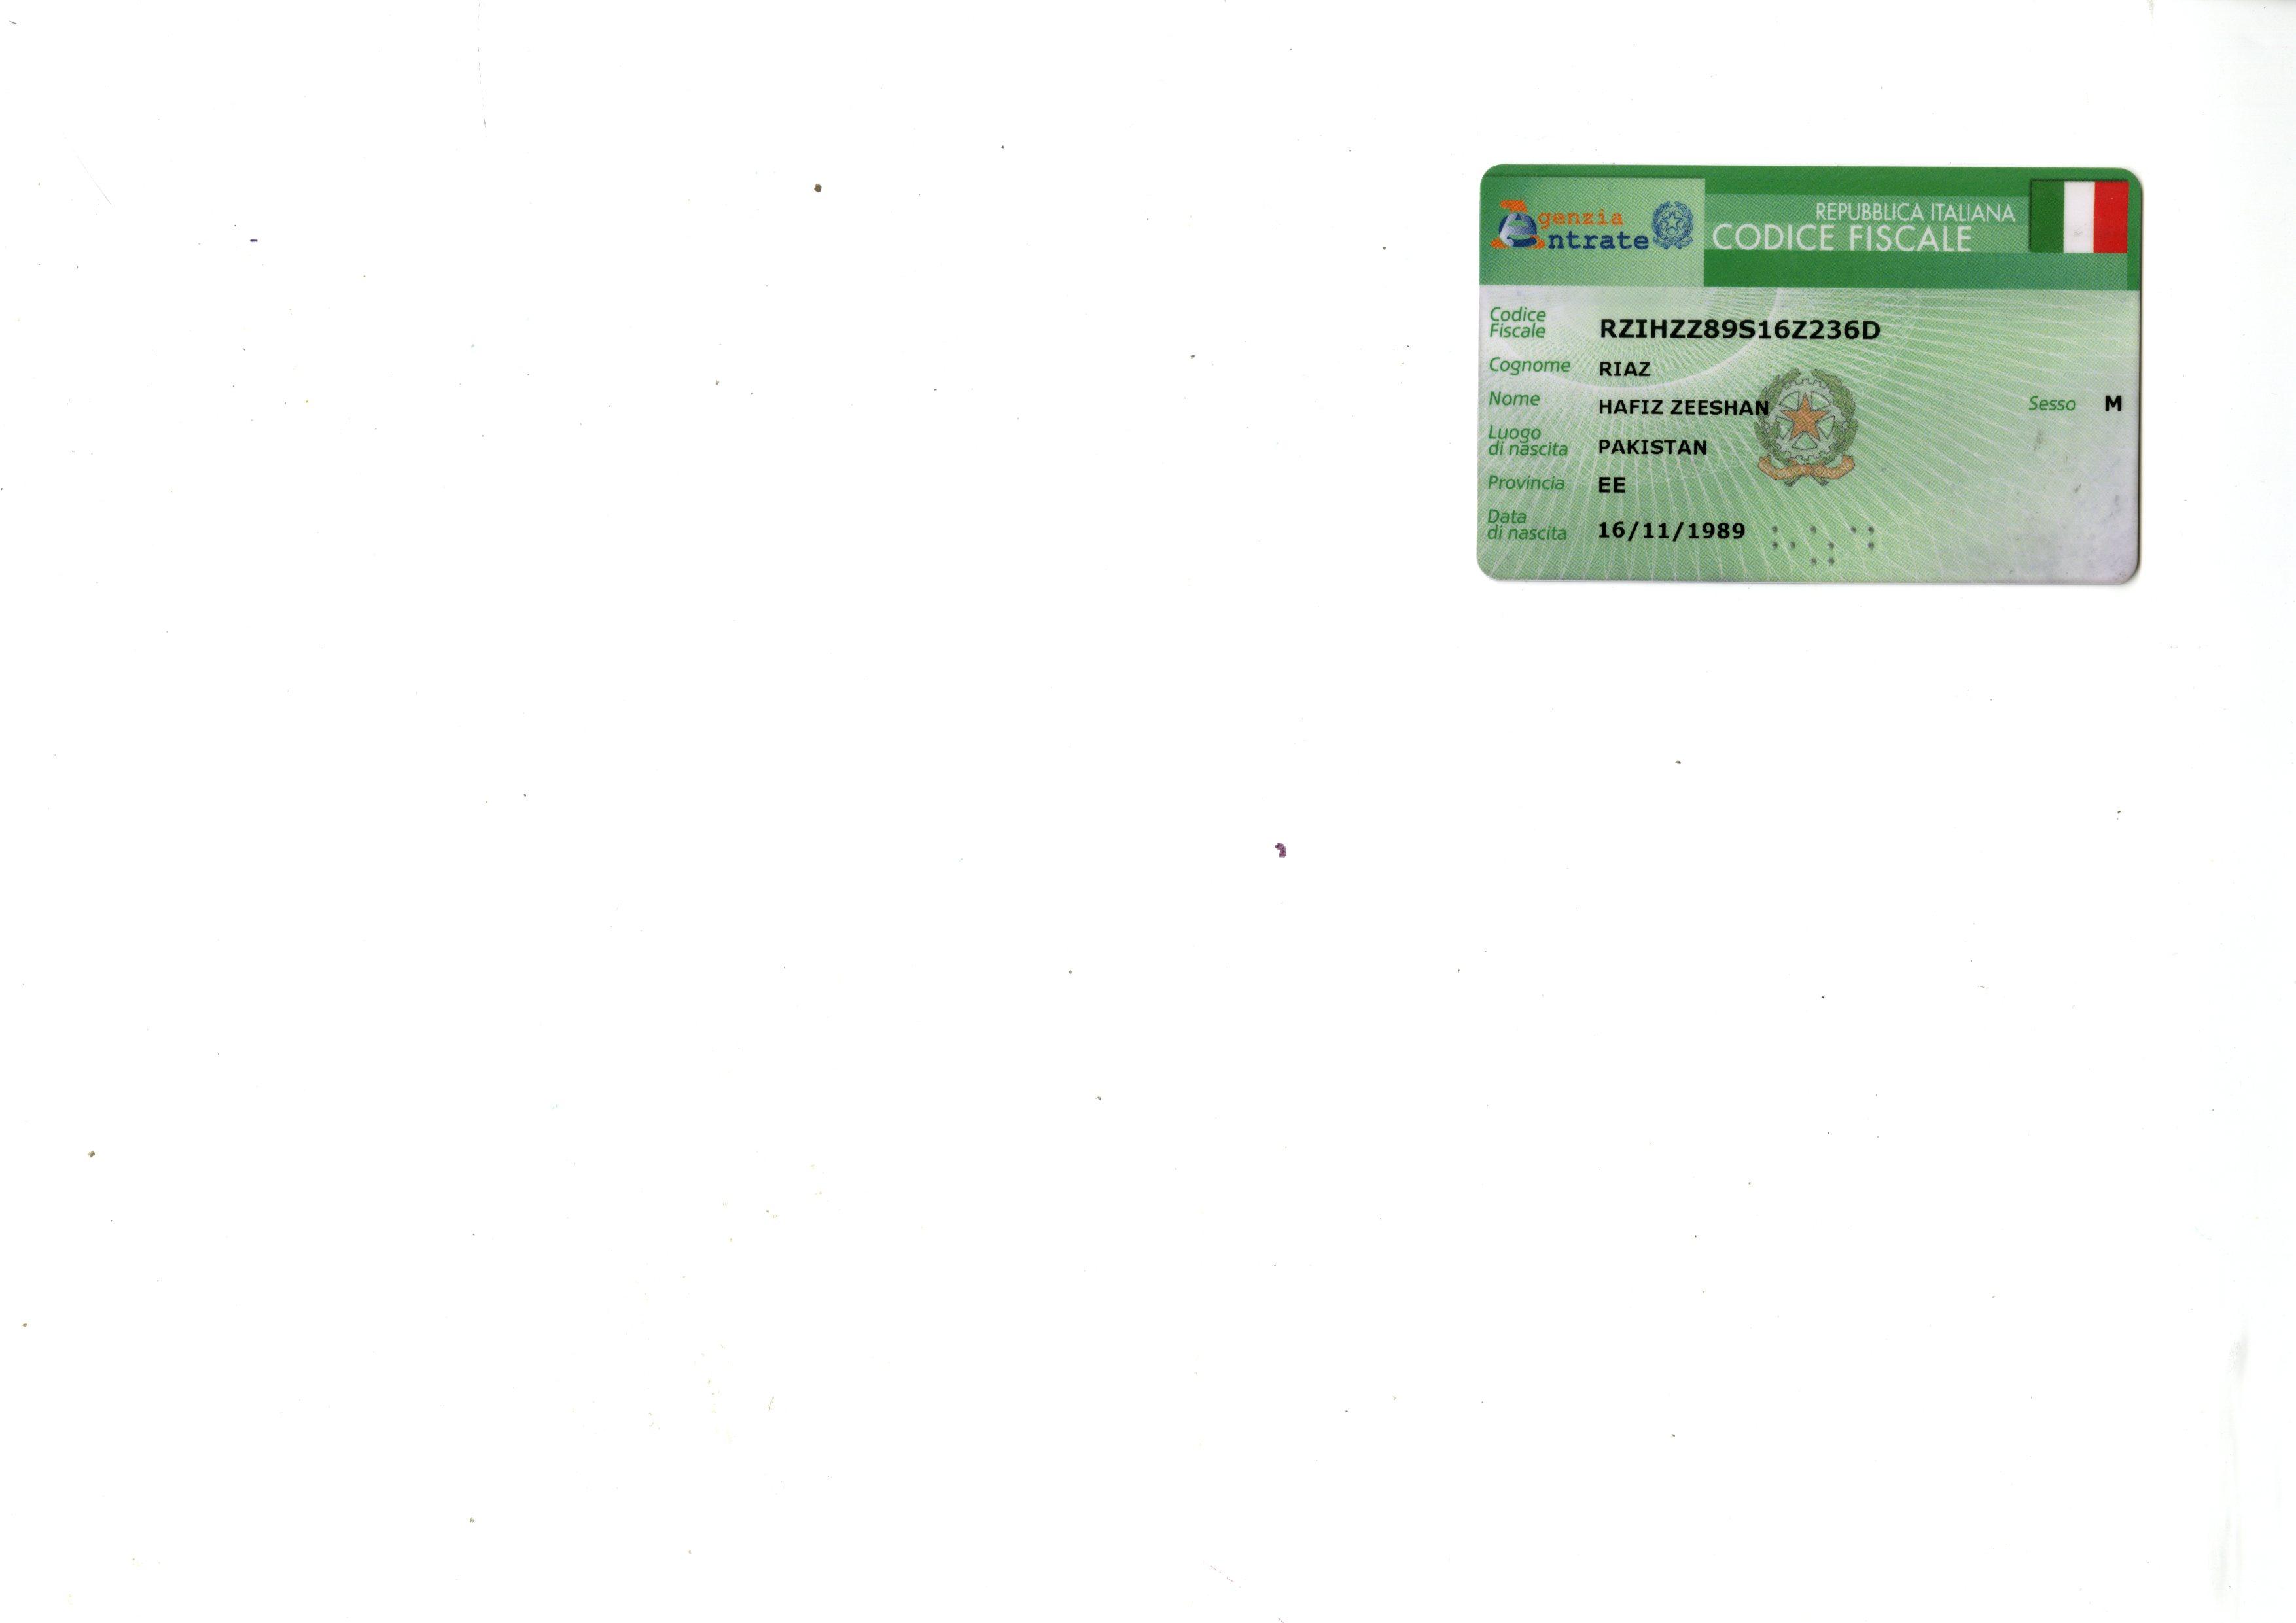 Agenzia
entrate
REPUBBLICA ITALIANA
CODICE FISCALE
Codice
Fiscale RZIHZZ89S16Z236D
Cognome RIAZ
Nome HAFIZ ZEESHAN
Sesso M
Luogo
di nascita PAKISTAN
Provincia EE
Data
di nascita 16/11/1989
REPVBBLICA ITALIANA